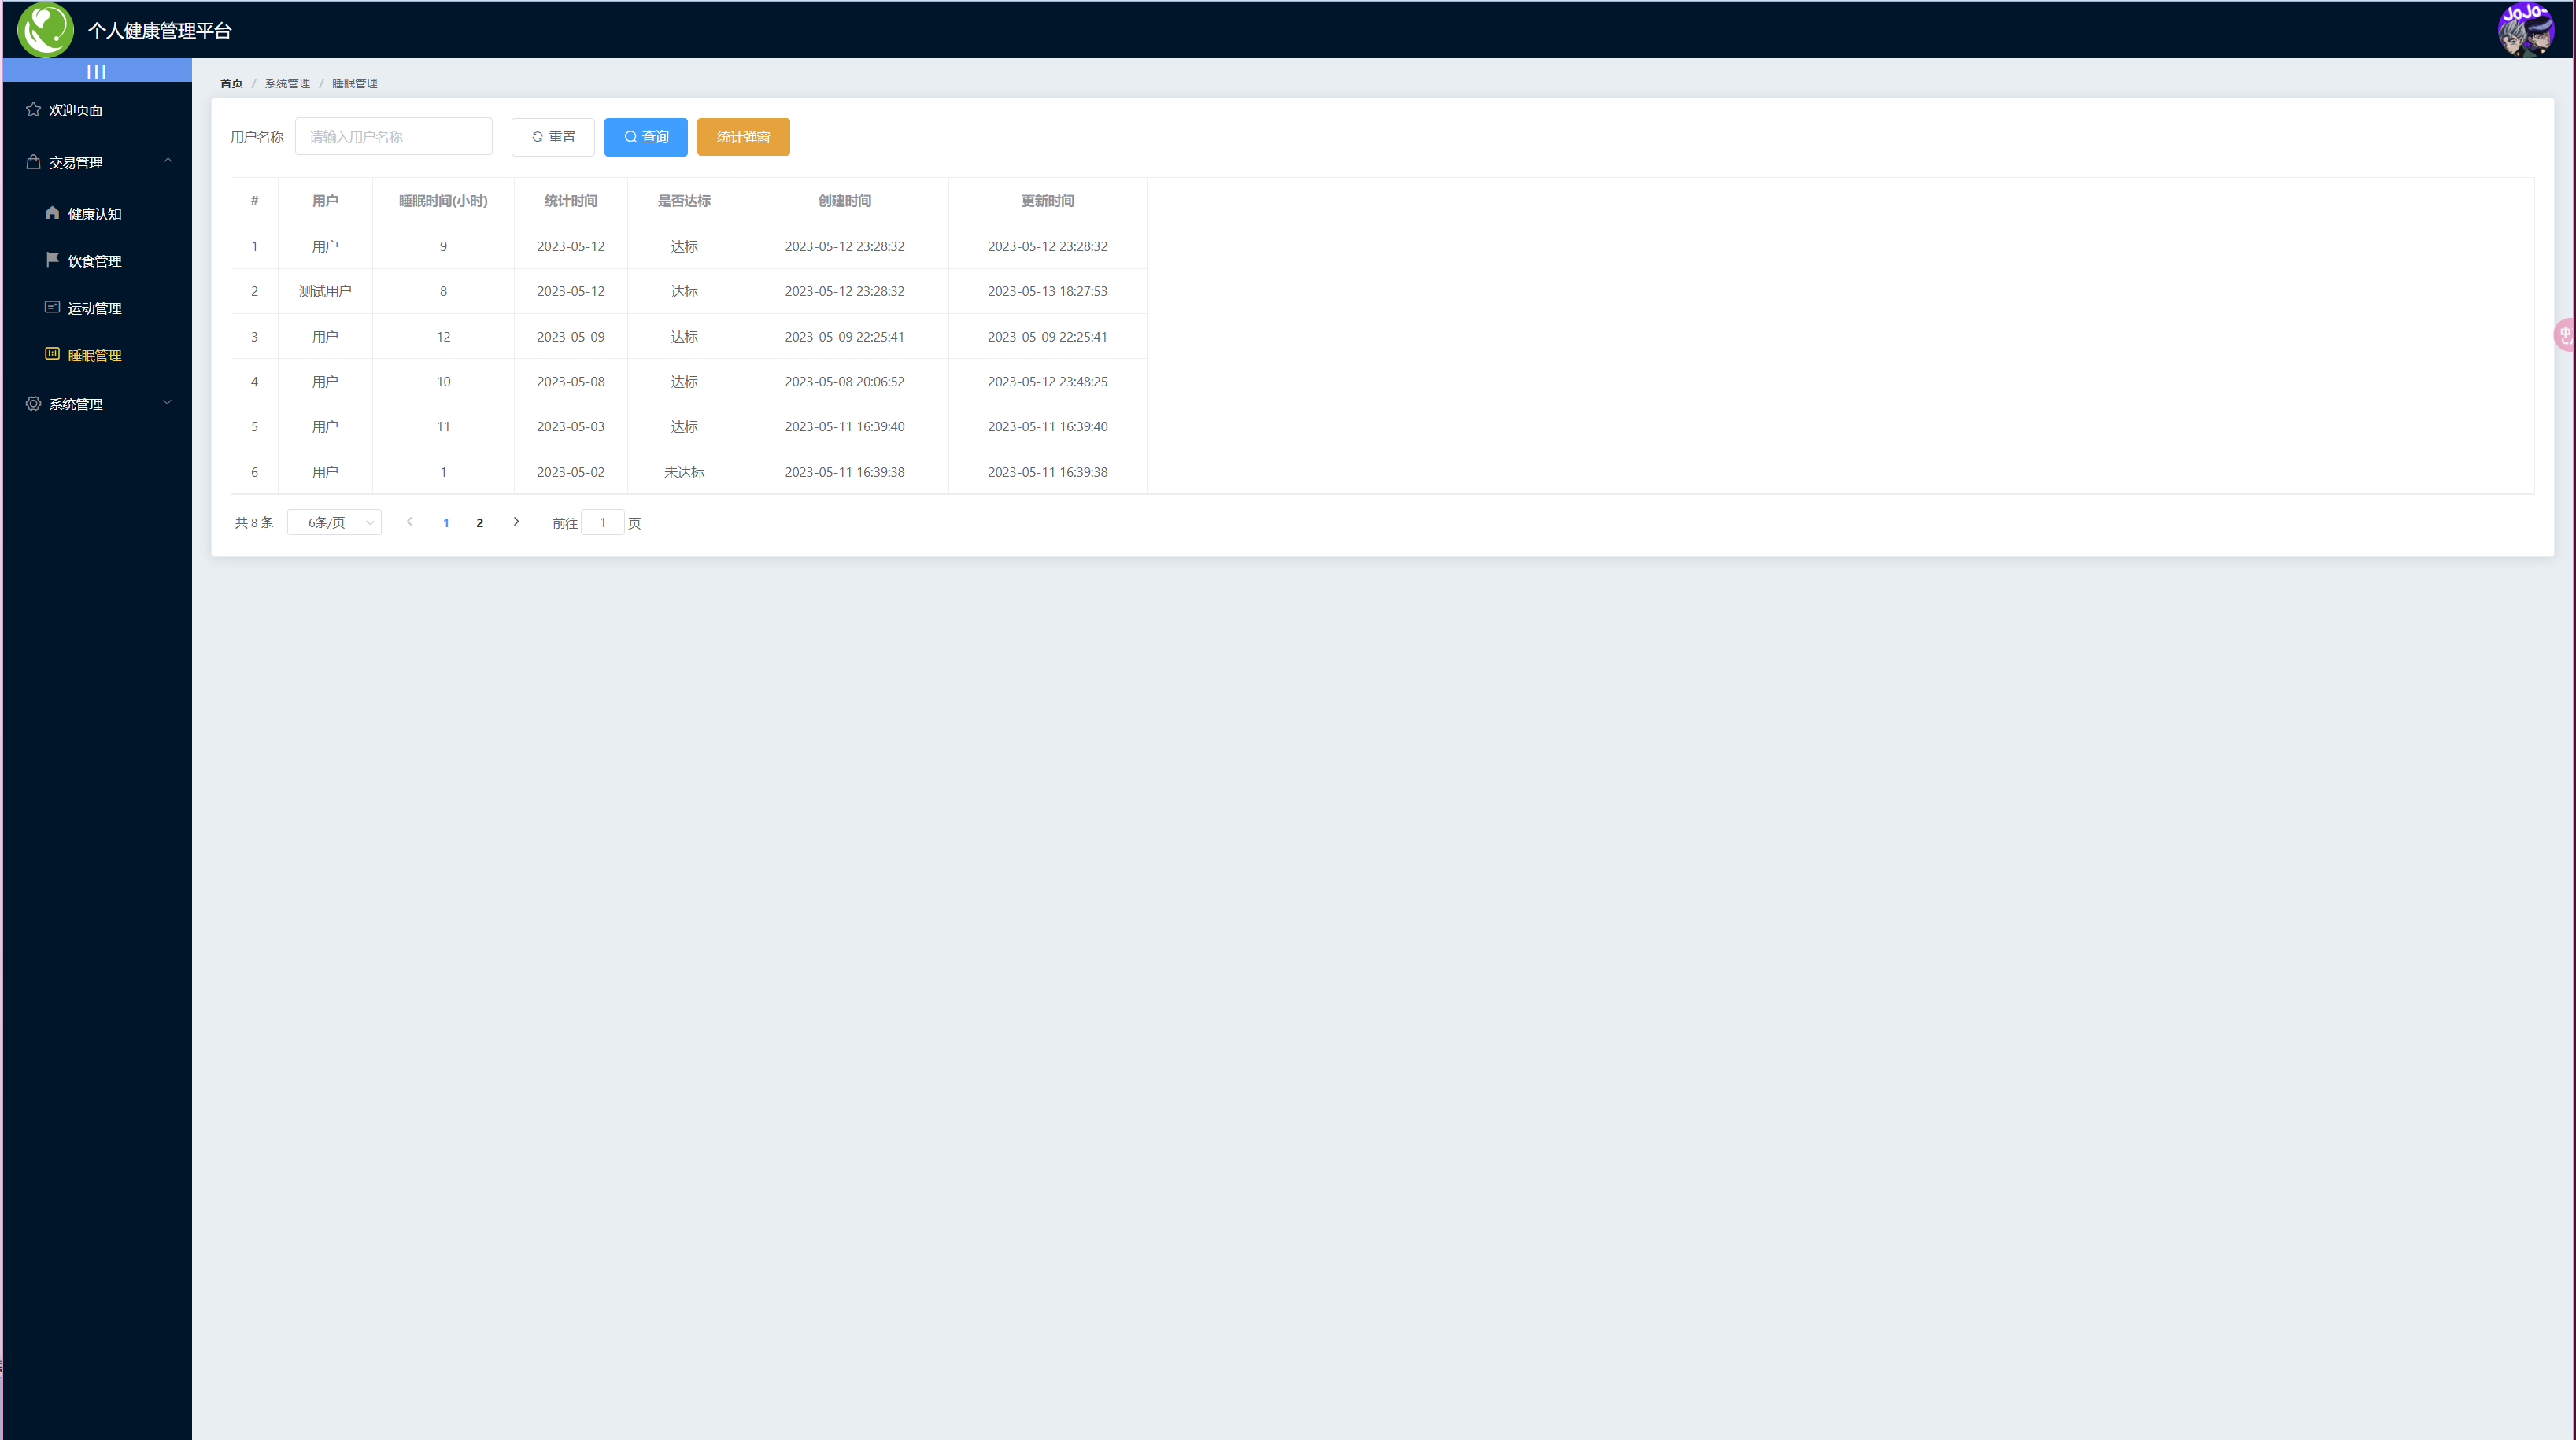 个人健康管理平台
JoJo-
欢迎页面
交易管理
健康认知
饮食管理
运动管理
睡眠管理
系统管理
首页 / 系统管理 / 睡眠管理
用户名称 请输入用户名称 重置 查询 统计弹窗
# 用户 睡眠时间(小时) 统计时间 是否达标 创建时间 更新时间
1 用户 9 2023-05-12 达标 2023-05-12 23:28:32 2023-05-12 23:28:32
2 测试用户 8 2023-05-12 达标 2023-05-12 23:28:32 2023-05-13 18:27:53
3 用户 12 2023-05-09 达标 2023-05-09 22:25:41 2023-05-09 22:25:41
4 用户 10 2023-05-08 达标 2023-05-08 20:06:52 2023-05-12 23:48:25
5 用户 11 2023-05-03 达标 2023-05-11 16:39:40 2023-05-11 16:39:40
6 用户 1 2023-05-02 未达标 2023-05-11 16:39:38 2023-05-11 16:39:38
共 8 条 6条/页 1 2 前往 1 页
中